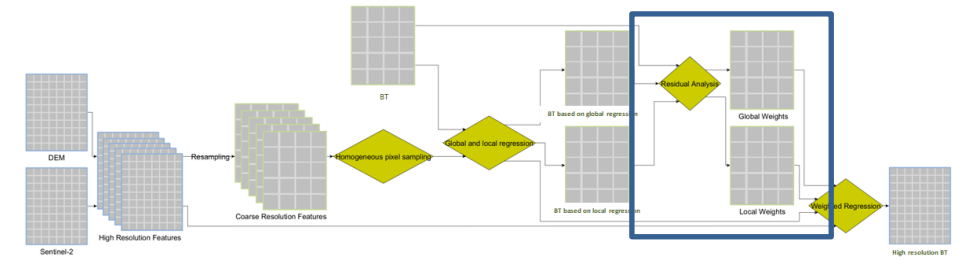 BT
DEM
Sentinel-2
High Resolution Features
Resampling
Coarse Resolution Features
Homogeneous pixel sampling
Global and local regression
BT based on global regression
BT based on local regression
Residual Analysis
Global Weights
Local Weights
Weighted Regression
High resolution BT